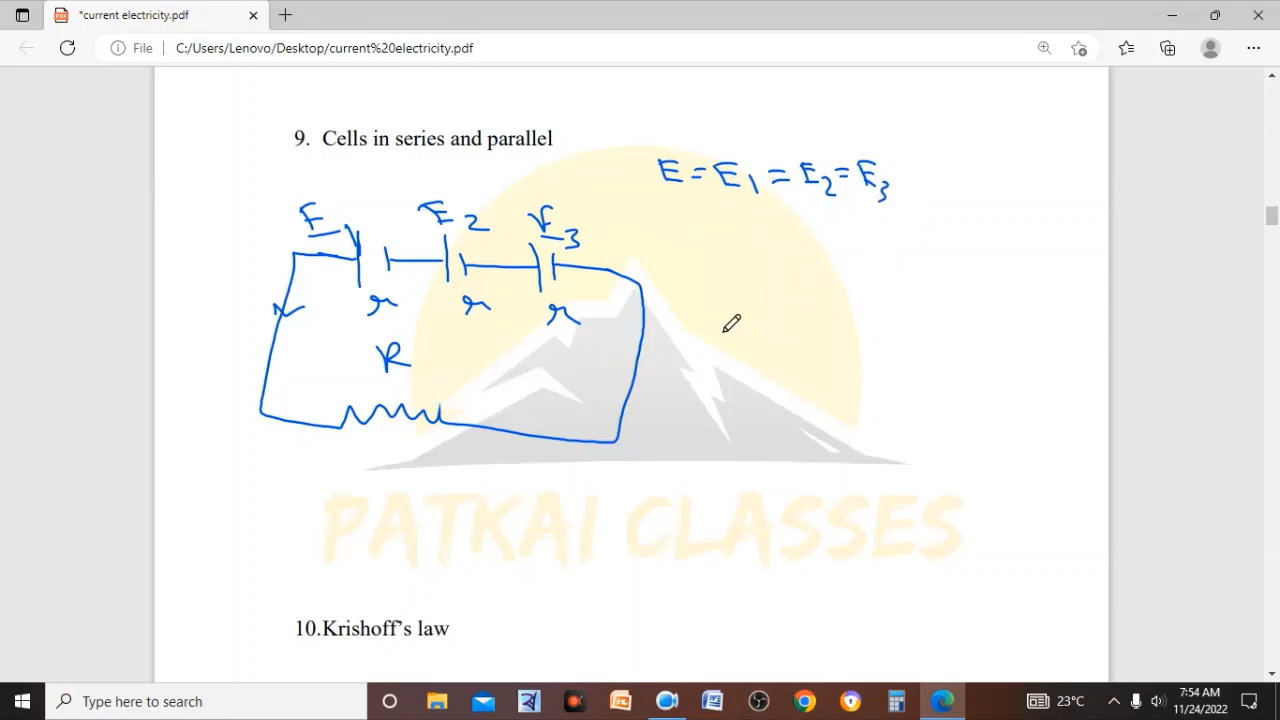 *current electricity.pdf
File C:/Users/Lenovo/Desktop/current%20electricity.pdf
9. Cells in series and parallel
E = E1 = E2 = E3
E1 E2 E3
r r r
R
PATKAI CLASSES
10.Krishoff’s law
Type here to search
23°C
7:54 AM
11/24/2022